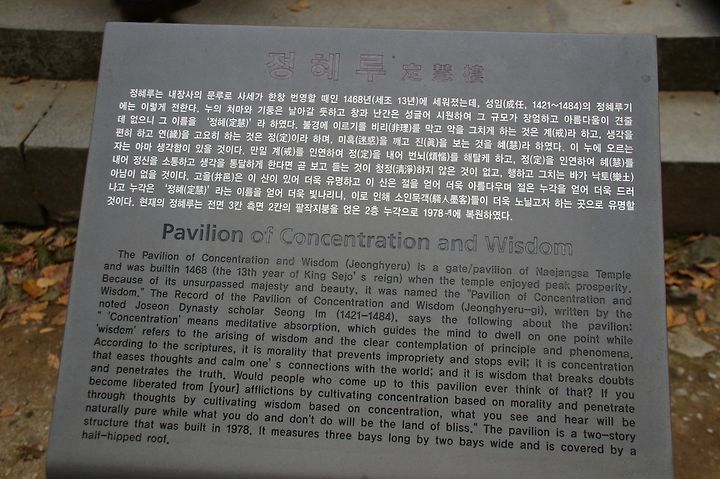 정혜루 定慧樓
정혜루는 내장사의 문루로 사세가 한창 번영할 때인 1468년(세조 13년)에 세워졌는데, 성임(成任, 1421~1484)의 정혜루기
에는 이렇게 전한다. 누의 처마와 기둥은 날아갈 듯하고 창과 난간은 성글어 시원하여 그 규모가 장엄하고 아름다움이 견줄
데 없으니 그 이름을 ‘정혜(定慧)’라 하였다. 불경에 이르기를 비리(非理)를 막고 악을 그치게 하는 것은 계(戒)라 하고, 생각을
편히 하고 연(緣)을 고요히 하는 것은 정(定)이라 하며, 미혹(迷惑)을 깨고 진(眞)을 보는 것을 혜(慧)라 하였다. 이 누에 오르는
자는 아마 생각함이 있을 것이다. 만일 계(戒)를 인연하여 정(定)을 내어 번뇌(煩惱)를 해탈케 하고, 정(定)을 인연하여 혜(慧)를
내어 정신을 소통하고 생각을 통달하게 한다면 곧 보고 듣는 것이 청정(淸淨)하지 않은 것이 없고, 행하고 그치는 바가 낙토(樂土)
아님이 없을 것이다. 고을(井邑)은 이 산이 있어 더욱 유명하고 이 산은 절을 얻어 더욱 아름다우며 절은 누각을 얻어 더욱 드러
나고 누각은 ‘정혜(定慧)’라는 이름을 얻어 더욱 빛나리니, 이로 인해 소인묵객(騷人墨客)들이 더욱 노닐고자 하는 곳으로 유명할
것이다. 현재의 정혜루는 전면 3칸 측면 2칸의 팔작지붕을 얹은 2층 누각으로 1978년에 복원하였다.
Pavilion of Concentration and Wisdom
The Pavilion of Concentration and Wisdom (Jeonghyeru) is a gate/pavilion of Naejangsa Temple
and was builtin 1468 (the 13th year of King Sejo's reign) when the temple enjoyed peak prosperity.
Because of its unsurpassed majesty and beauty, it was named the "Pavilion of Concentration and
Wisdom." The Record of the Pavilion of Concentration and Wisdom (Jeonghyeru-gi), written by the
noted Joseon Dynasty scholar Seong Im (1421-1484), says the following about the pavilion:
" 'Concentration' means meditative absorption, which guides the mind to dwell on one point while
'wisdom' refers to the arising of wisdom and the clear contemplation of principle and phenomena.
According to the scriptures, it is morality that prevents impropriety and stops evil; it is concentration
that eases thoughts and calm one's connections with the world; and it is wisdom that breaks doubts
and penetrates the truth. Would people who come up to this pavilion ever think of that? If you
become liberated from [your] afflictions by cultivating concentration based on morality and penetrate
through thoughts by cultivating wisdom based on concentration, what you see and hear will be
naturally pure while what you do and don't do will be the land of bliss." The pavilion is a two-story
structure that was built in 1978. It measures three bays long by two bays wide and is covered by a
half-hipped roof.